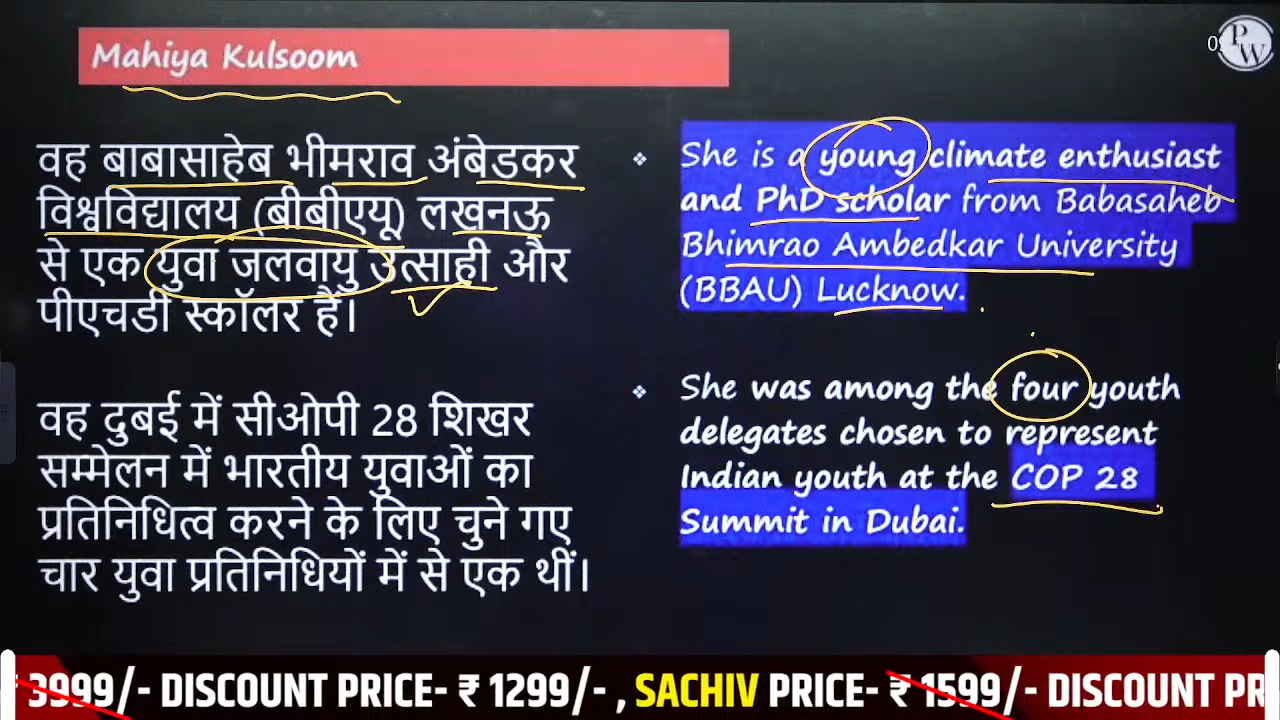 Mahiya Kulsoom
PW
वह बाबासाहेब भीमराव अंबेडकर
विश्वविद्यालय (बीबीएयू) लखनऊ
से एक युवा जलवायु उत्साही और
पीएचडी स्कॉलर हैं।
वह दुबई में सीओपी 28 शिखर
सम्मेलन में भारतीय युवाओं का
प्रतिनिधित्व करने के लिए चुने गए
चार युवा प्रतिनिधियों में से एक थीं।
❖ She is a young climate enthusiast
and PhD scholar from Babasaheb
Bhimrao Ambedkar University
(BBAU) Lucknow.
❖ She was among the four youth
delegates chosen to represent
Indian youth at the COP 28
Summit in Dubai.
₹ 3999/- DISCOUNT PRICE- ₹ 1299/- , SACHIV PRICE- ₹ 1599/- DISCOUNT PR